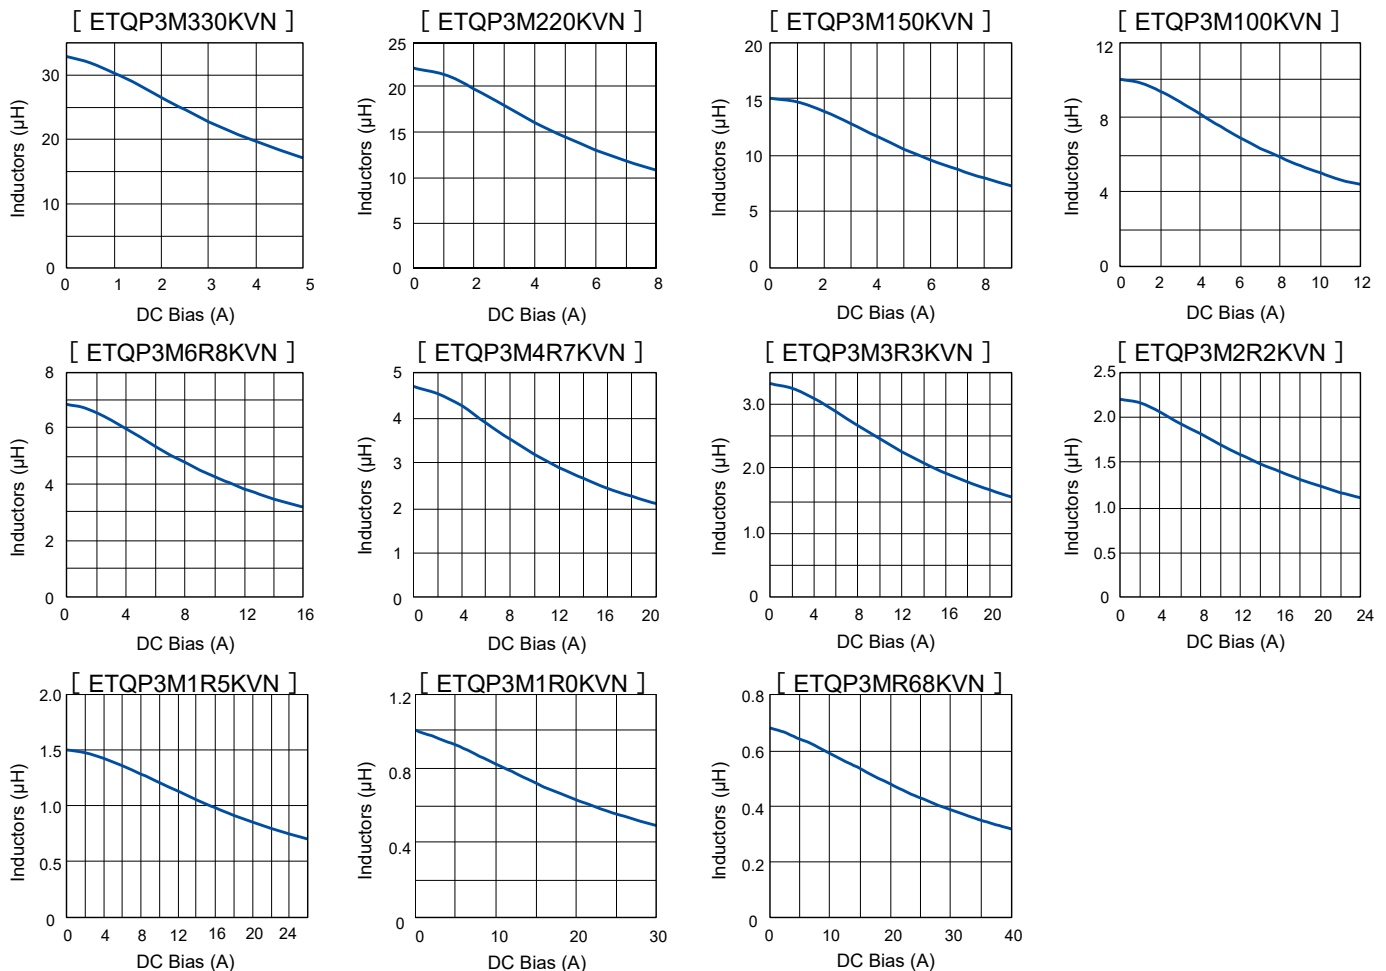 [ ETQP3M330KVN ]
30
20
10
0
0 1 2 3 4 5
Inductors (µH)
DC Bias (A)
[ ETQP3M220KVN ]
25
20
15
10
5
0
0 2 4 6 8
Inductors (µH)
DC Bias (A)
[ ETQP3M150KVN ]
20
15
10
5
0
0 2 4 6 8
Inductors (µH)
DC Bias (A)
[ ETQP3M100KVN ]
12
8
4
0
0 2 4 6 8 10 12
Inductors (µH)
DC Bias (A)
[ ETQP3M6R8KVN ]
8
6
4
2
0
0 4 8 12 16
Inductors (µH)
DC Bias (A)
[ ETQP3M4R7KVN ]
5
4
3
2
1
0
0 4 8 12 16 20
Inductors (µH)
DC Bias (A)
[ ETQP3M3R3KVN ]
3.0
2.0
1.0
0
0 4 8 12 16 20
Inductors (µH)
DC Bias (A)
[ ETQP3M2R2KVN ]
2.5
2.0
1.5
1.0
0.5
0
0 4 8 12 16 20 24
Inductors (µH)
DC Bias (A)
[ ETQP3M1R5KVN ]
2.0
1.5
1.0
0.5
0
0 4 8 12 16 20 24
Inductors (µH)
DC Bias (A)
[ ETQP3M1R0KVN ]
1.2
0.8
0.4
0
0 10 20 30
Inductors (µH)
DC Bias (A)
[ ETQP3MR68KVN ]
0.8
0.6
0.4
0.2
0
0 10 20 30 40
Inductors (µH)
DC Bias (A)